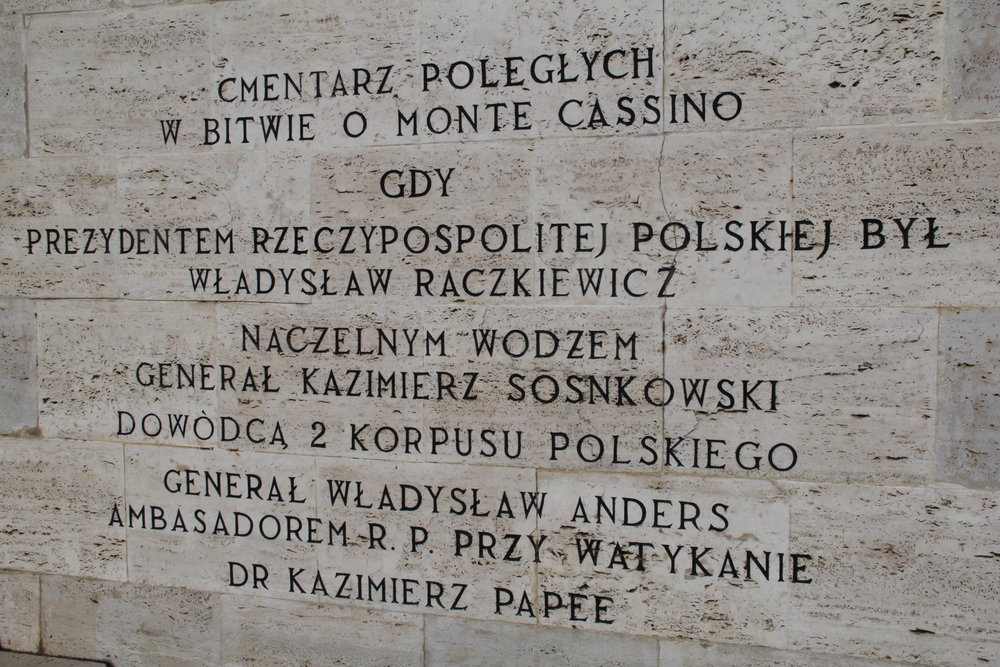 CMENTARZ POLEGŁYCH
W BITWIE O MONTE CASSINO
GDY
PREZYDENTEM RZECZYPOSPOLITEJ POLSKIEJ BYŁ
WŁADYSŁAW RACZKIEWICZ
NACZELNYM WODZEM
GENERAŁ KAZIMIERZ SOSNKOWSKI
DOWÒDCĄ 2 KORPUSU POLSKIEGO
GENERAŁ WŁADYSŁAW ANDERS
AMBASADOREM R. P. PRZY WATYKANIE
DR KAZIMIERZ PAPÉE